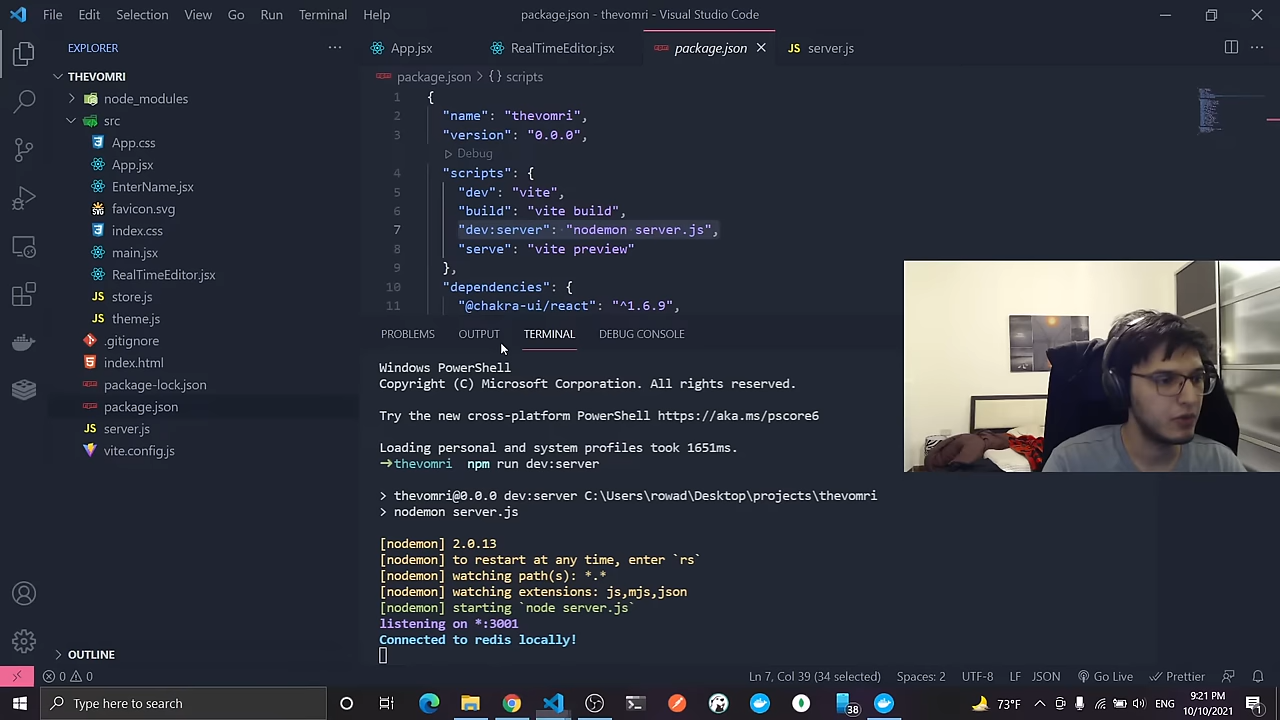 File Edit Selection View Go Run Terminal Help
package.json - thevomri - Visual Studio Code
EXPLORER
App.jsx
RealTimeEditor.jsx
package.json
server.js
THEVOMRI
node_modules
src
App.css
App.jsx
EnterName.jsx
favicon.svg
index.css
main.jsx
RealTimeEditor.jsx
store.js
theme.js
.gitignore
index.html
package-lock.json
package.json
server.js
vite.config.js
OUTLINE
package.json > {} scripts
1 {
2 "name": "thevomri",
3 "version": "0.0.0",
Debug
4 "scripts": {
5 "dev": "vite",
6 "build": "vite build",
7 "dev:server": "nodemon server.js",
8 "serve": "vite preview"
9 },
10 "dependencies": {
11 "@chakra-ui/react": "^1.6.9",
PROBLEMS OUTPUT TERMINAL DEBUG CONSOLE
Windows PowerShell
Copyright (C) Microsoft Corporation. All rights reserved.
Try the new cross-platform PowerShell https://aka.ms/pscore6
Loading personal and system profiles took 1651ms.
→thevomri npm run dev:server
> thevomri@0.0.0 dev:server C:\Users\rowad\Desktop\projects\thevomri
> nodemon server.js
[nodemon] 2.0.13
[nodemon] to restart at any time, enter `rs`
[nodemon] watching path(s): *.*
[nodemon] watching extensions: js,mjs,json
[nodemon] starting `node server.js`
listening on *:3001
Connected to redis locally!
0 0
Ln 7, Col 39 (34 selected) Spaces: 2 UTF-8 LF JSON Go Live Prettier
Type here to search
38
73°F
9:21 PM
10/10/2021
1